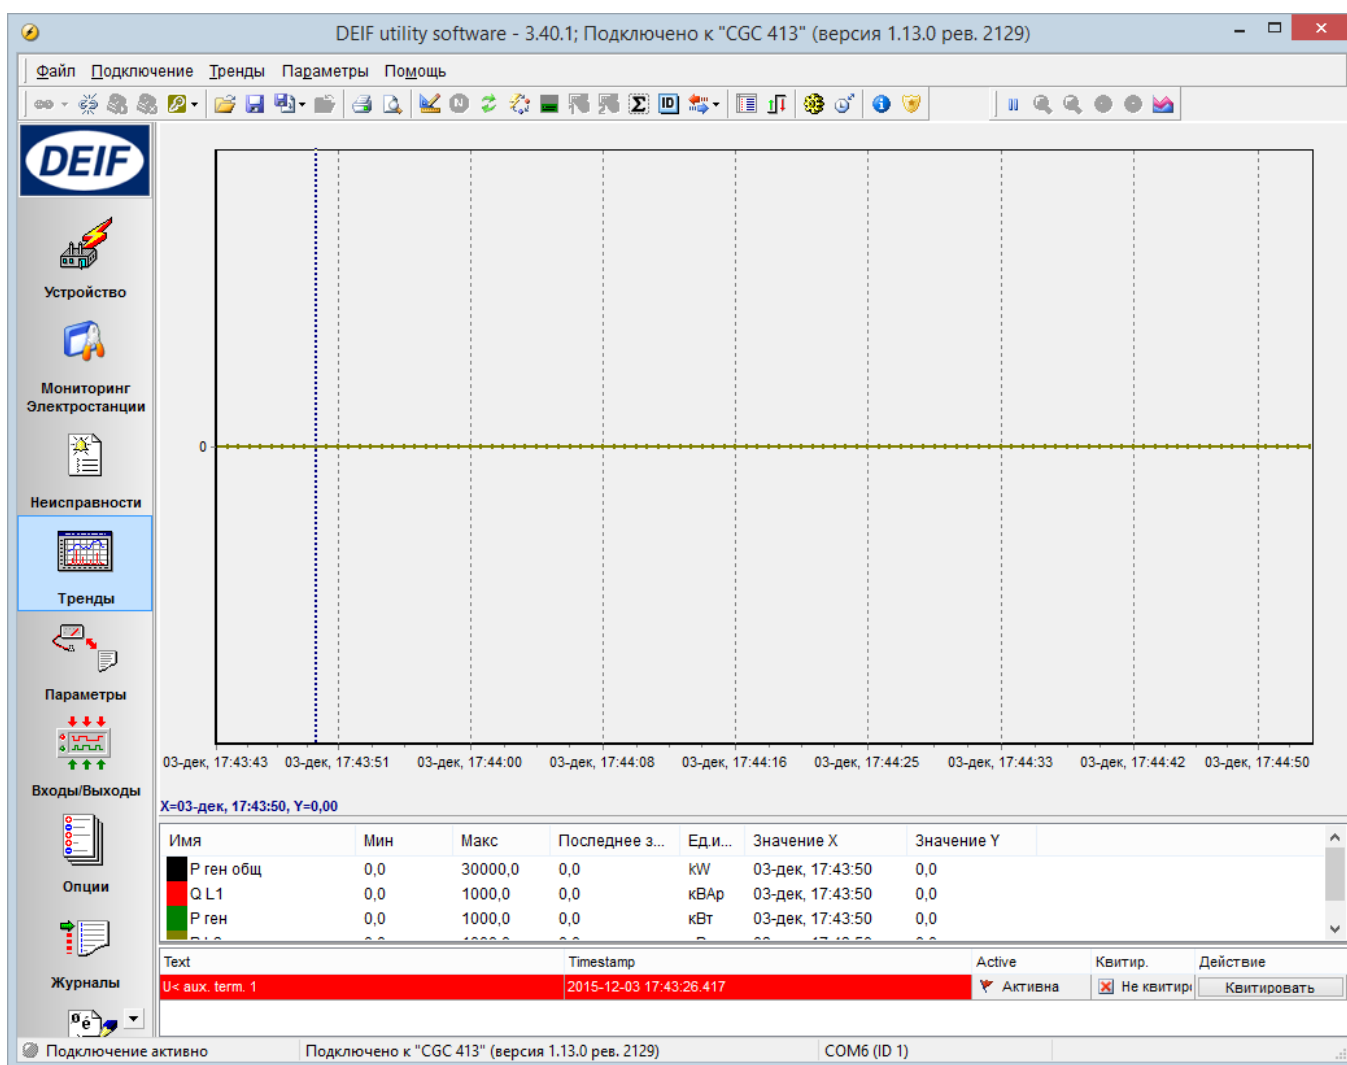 DEIF utility software - 3.40.1; Подключено к "CGC 413" (версия 1.13.0 рев. 2129)
Файл Подключение Тренды Параметры Помощь
DEIF
Устройство
Мониторинг
Электростанции
Неисправности
Тренды
Параметры
Входы/Выходы
Опции
Журналы
0
03-дек, 17:43:43 03-дек, 17:43:51 03-дек, 17:44:00 03-дек, 17:44:08 03-дек, 17:44:16 03-дек, 17:44:25 03-дек, 17:44:33 03-дек, 17:44:42 03-дек, 17:44:50
X=03-дек, 17:43:50, Y=0,00
Имя Мин Макс Последнее з... Ед.и... Значение X Значение Y
Р ген общ 0,0 30000,0 0,0 kW 03-дек, 17:43:50 0,0
Q L1 0,0 1000,0 0,0 кВАр 03-дек, 17:43:50 0,0
Р ген 0,0 1000,0 0,0 кВт 03-дек, 17:43:50 0,0
Text Timestamp Active Квитир. Действие
U< aux. term. 1 2015-12-03 17:43:26.417 Активна Не квитир Квитировать
Подключение активно Подключено к "CGC 413" (версия 1.13.0 рев. 2129) COM6 (ID 1)